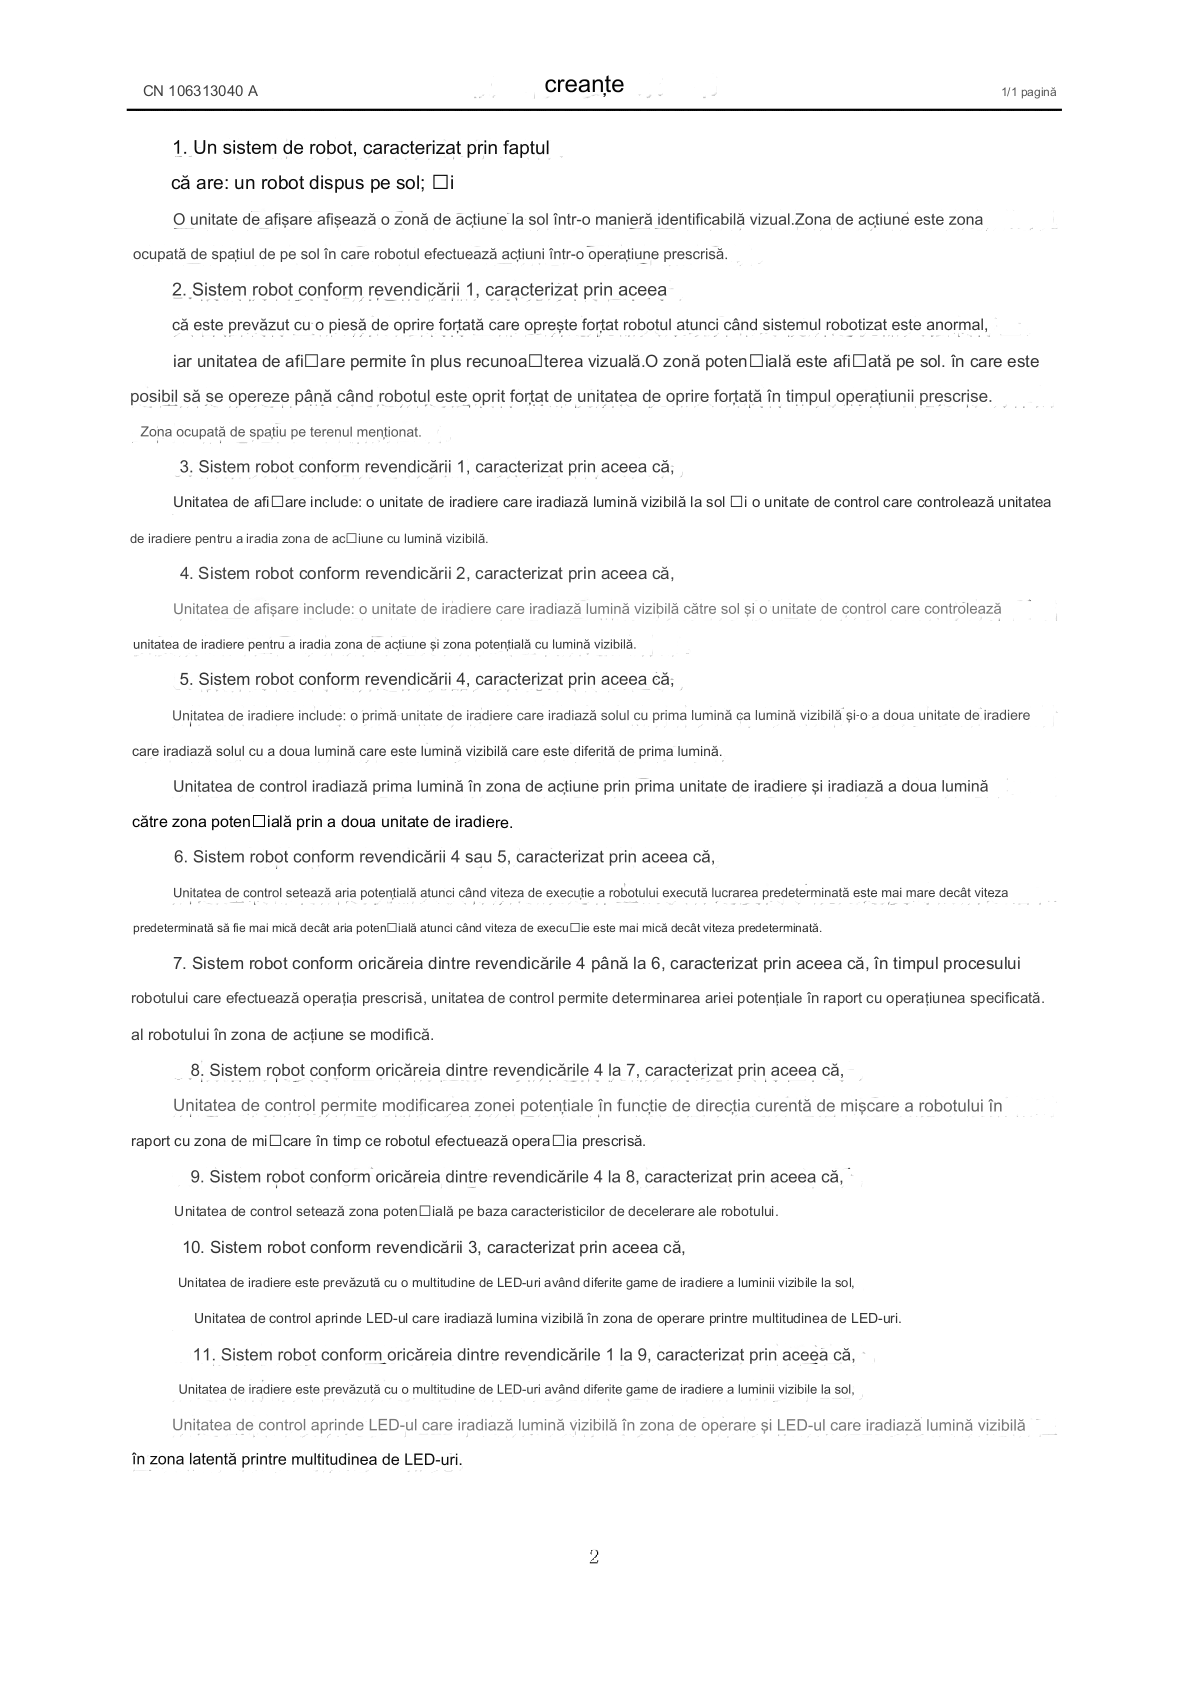 CN 106313040 A
creanțe
1/1 pagină
1. Un sistem de robot, caracterizat prin faptul
că are: un robot dispus pe sol; □i
O unitate de afișare afișează o zonă de acțiune la sol într-o manieră identificabilă vizual.Zona de acțiune este zona
ocupată de spațiul de pe sol în care robotul efectuează acțiuni într-o operațiune prescrisă.
2. Sistem robot conform revendicării 1, caracterizat prin aceea
că este prevăzut cu o piesă de oprire forțată care oprește forțat robotul atunci când sistemul robotizat este anormal,
iar unitatea de afi□are permite în plus recunoa□terea vizuală.O zonă poten□ială este afi□ată pe sol. în care este
posibil să se opereze până când robotul este oprit forțat de unitatea de oprire forțată în timpul operațiunii prescrise.
Zona ocupată de spațiu pe terenul menționat.
3. Sistem robot conform revendicării 1, caracterizat prin aceea că,
Unitatea de afi□are include: o unitate de iradiere care iradiază lumină vizibilă la sol □i o unitate de control care controlează unitatea
de iradiere pentru a iradia zona de ac□iune cu lumină vizibilă.
4. Sistem robot conform revendicării 2, caracterizat prin aceea că,
Unitatea de afișare include: o unitate de iradiere care iradiază lumină vizibilă către sol și o unitate de control care controlează
unitatea de iradiere pentru a iradia zona de acțiune și zona potențială cu lumină vizibilă.
5. Sistem robot conform revendicării 4, caracterizat prin aceea că,
Unitatea de iradiere include: o primă unitate de iradiere care iradiază solul cu prima lumină ca lumină vizibilă și-o a doua unitate de iradiere
care iradiază solul cu a doua lumină care este lumină vizibilă care este diferită de prima lumină.
Unitatea de control iradiază prima lumină în zona de acțiune prin prima unitate de iradiere și iradiază a doua lumină
către zona poten□ială prin a doua unitate de iradiere.
6. Sistem robot conform revendicării 4 sau 5, caracterizat prin aceea că,
Unitatea de control setează aria potențială atunci când viteza de execuție a robotului execută lucrarea predeterminată este mai mare decât viteza
predeterminată să fie mai mică decât aria poten□ială atunci când viteza de execu□ie este mai mică decât viteza predeterminată.
7. Sistem robot conform oricăreia dintre revendicările 4 până la 6, caracterizat prin aceea că, în timpul procesului
robotului care efectuează operația prescrisă, unitatea de control permite determinarea ariei potențiale în raport cu operațiunea specificată.
al robotului în zona de acțiune se modifică.
8. Sistem robot conform oricăreia dintre revendicările 4 la 7, caracterizat prin aceea că,
Unitatea de control permite modificarea zonei potențiale în funcție de direcția curentă de mișcare a robotului în
raport cu zona de mi□care în timp ce robotul efectuează opera□ia prescrisă.
9. Sistem robot conform oricăreia dintre revendicările 4 la 8, caracterizat prin aceea că,
Unitatea de control setează zona poten□ială pe baza caracteristicilor de decelerare ale robotului.
10. Sistem robot conform revendicării 3, caracterizat prin aceea că,
Unitatea de iradiere este prevăzută cu o multitudine de LED-uri având diferite game de iradiere a luminii vizibile la sol,
Unitatea de control aprinde LED-ul care iradiază lumina vizibilă în zona de operare printre multitudinea de LED-uri.
11. Sistem robot conform oricăreia dintre revendicările 1 la 9, caracterizat prin aceea că,
Unitatea de iradiere este prevăzută cu o multitudine de LED-uri având diferite game de iradiere a luminii vizibile la sol,
Unitatea de control aprinde LED-ul care iradiază lumină vizibilă în zona de operare și LED-ul care iradiază lumină vizibilă
în zona latentă printre multitudinea de LED-uri.
2